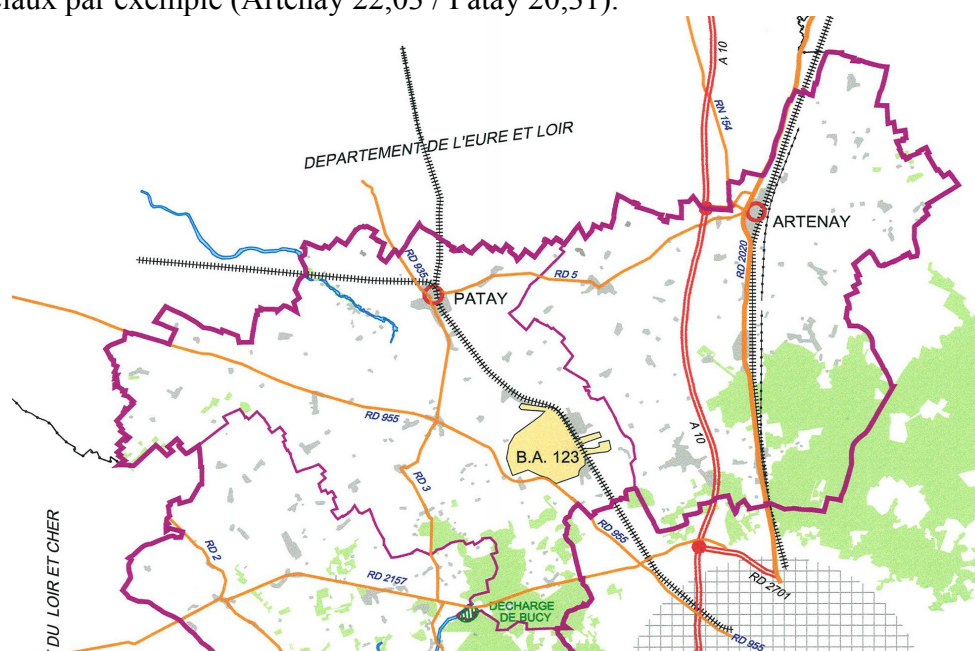 ciaux par exemple (Artenay 22,03 / Patay 20,31).
A 10
RN 154
DEPARTEMENT DE L'EURE ET LOIR
ARTENAY
RD 935
RD 5
RD 2020
PATAY
RD 955
A 10
B.A. 123
RD 3
DU LOIR ET CHER
RD 2
RD 955
RD 2157
RD 2701
DECHARGE
DE BUCY
RD 955